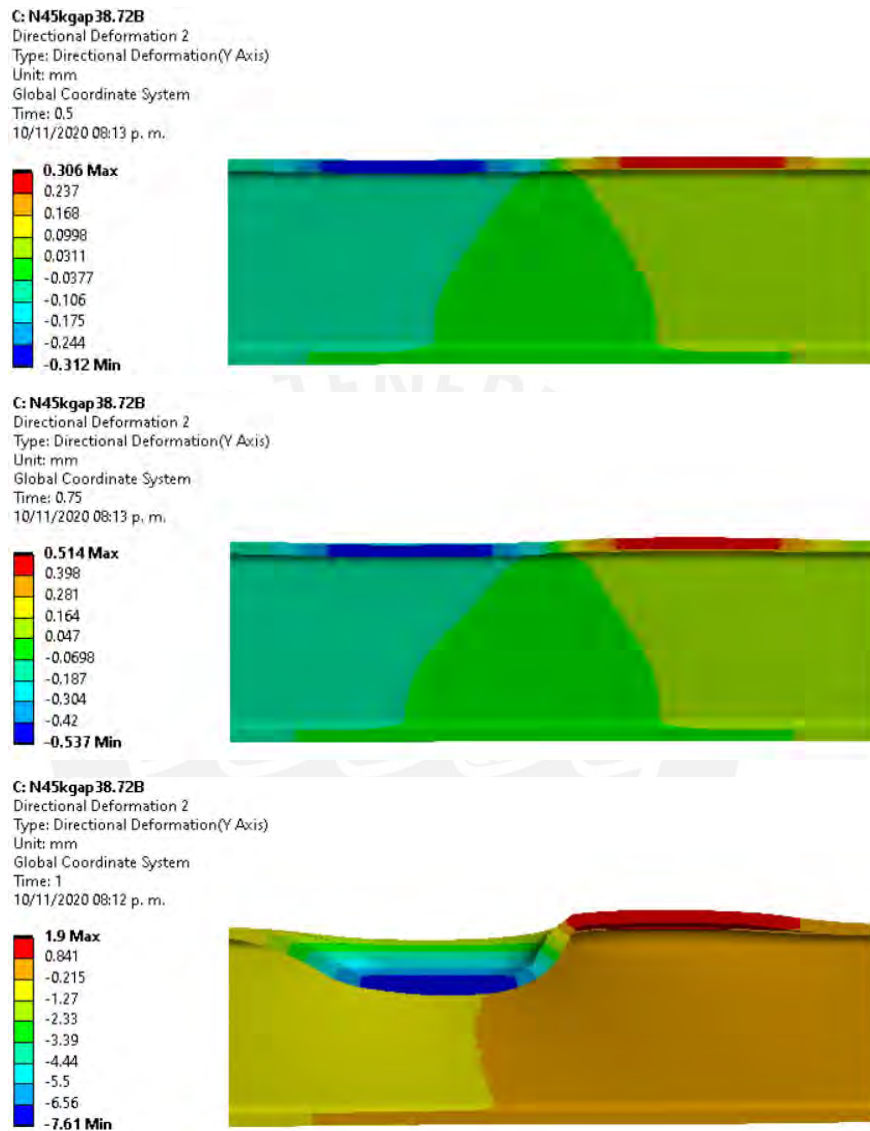 C: N45kgap38.72B
Directional Deformation 2
Type: Directional Deformation(Y Axis)
Unit: mm
Global Coordinate System
Time: 0.5
10/11/2020 08:13 p. m.
0.306 Max
0.237
0.168
0.0998
0.0311
-0.0377
-0.106
-0.175
-0.244
-0.312 Min
C: N45kgap38.72B
Directional Deformation 2
Type: Directional Deformation(Y Axis)
Unit: mm
Global Coordinate System
Time: 0.75
10/11/2020 08:13 p. m.
0.514 Max
0.398
0.281
0.164
0.047
-0.0698
-0.187
-0.304
-0.42
-0.537 Min
C: N45kgap38.72B
Directional Deformation 2
Type: Directional Deformation(Y Axis)
Unit: mm
Global Coordinate System
Time: 1
10/11/2020 08:12 p. m.
1.9 Max
0.841
-0.215
-1.27
-2.33
-3.39
-4.44
-5.5
-6.56
-7.61 Min